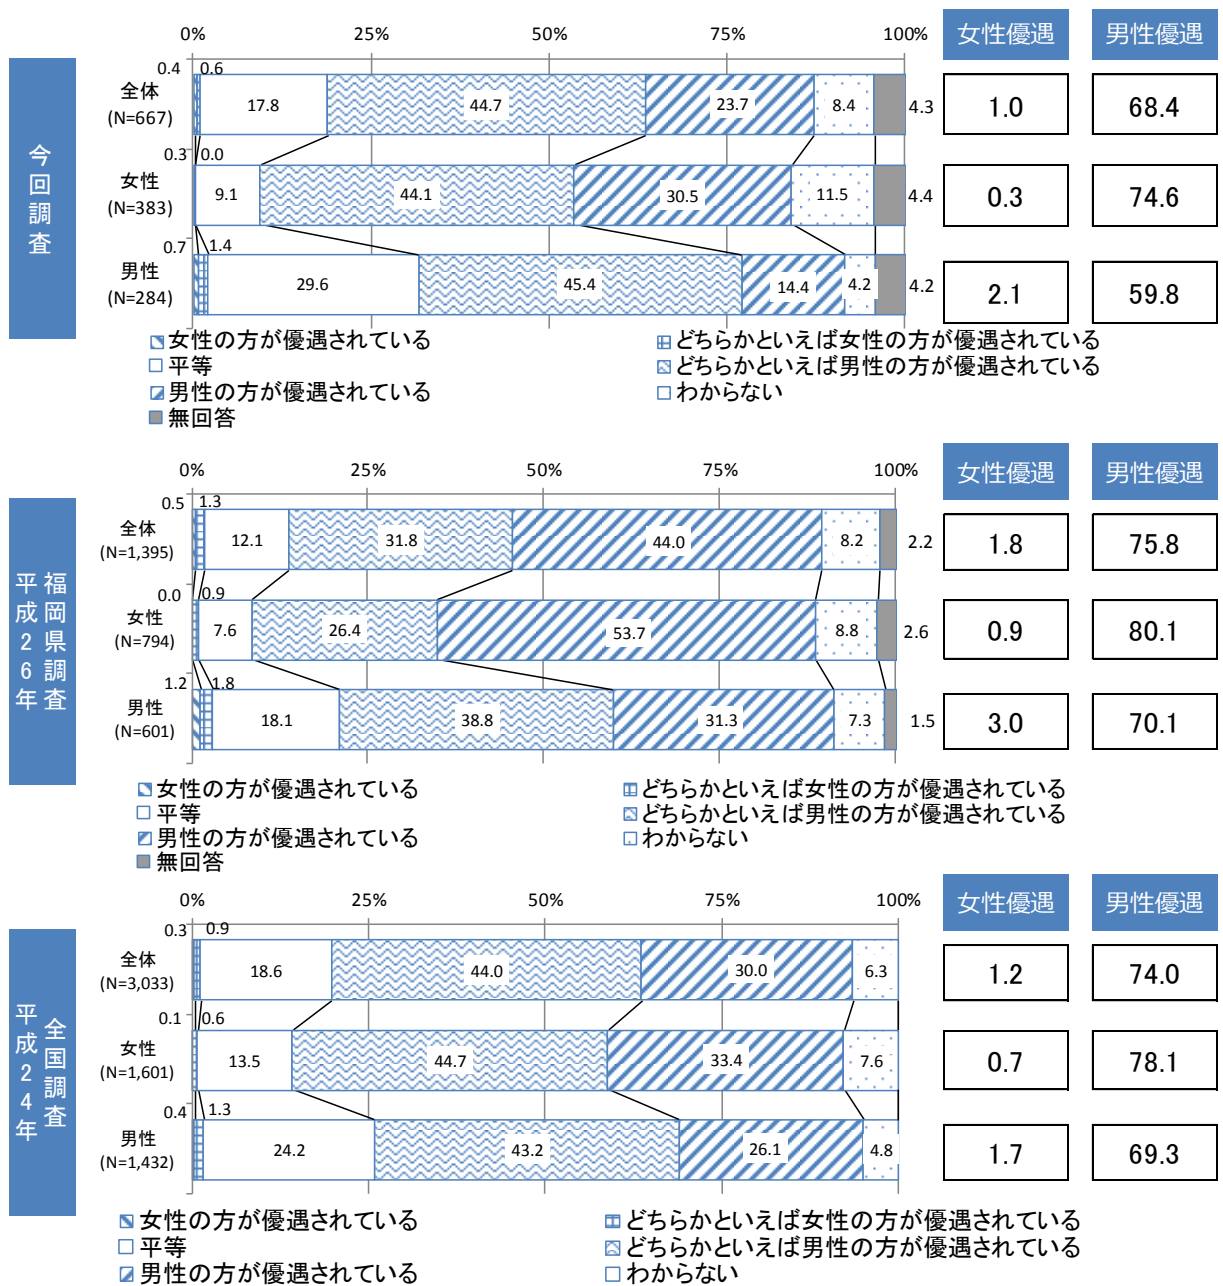 0% 25% 50% 75% 100% 女性優遇 男性優遇
今回調査
0.4 0.6
全体 17.8 44.7 23.7 8.4 4.3 1.0 68.4
(N=667)
0.3 0.0
女性 9.1 44.1 30.5 11.5 4.4 0.3 74.6
(N=383)
0.7 1.4
男性 29.6 45.4 14.4 4.2 4.2 2.1 59.8
(N=284)
女性の方が優遇されている どちらかといえば女性の方が優遇されている
平等 どちらかといえば男性の方が優遇されている
男性の方が優遇されている わからない
無回答
0% 25% 50% 75% 100% 女性優遇 男性優遇
福岡県調査
平成26年
0.5 1.3
全体 12.1 31.8 44.0 8.2 2.2 1.8 75.8
(N=1,395)
0.0 0.9
女性 7.6 26.4 53.7 8.8 2.6 0.9 80.1
(N=794)
1.2 1.8
男性 18.1 38.8 31.3 7.3 1.5 3.0 70.1
(N=601)
女性の方が優遇されている どちらかといえば女性の方が優遇されている
平等 どちらかといえば男性の方が優遇されている
男性の方が優遇されている わからない
無回答
0% 25% 50% 75% 100% 女性優遇 男性優遇
全国調査
平成24年
0.3 0.9
全体 18.6 44.0 30.0 6.3 1.2 74.0
(N=3,033)
0.1 0.6
女性 13.5 44.7 33.4 7.6 0.7 78.1
(N=1,601)
0.4 1.3
男性 24.2 43.2 26.1 4.8 1.7 69.3
(N=1,432)
女性の方が優遇されている どちらかといえば女性の方が優遇されている
平等 どちらかといえば男性の方が優遇されている
男性の方が優遇されている わからない